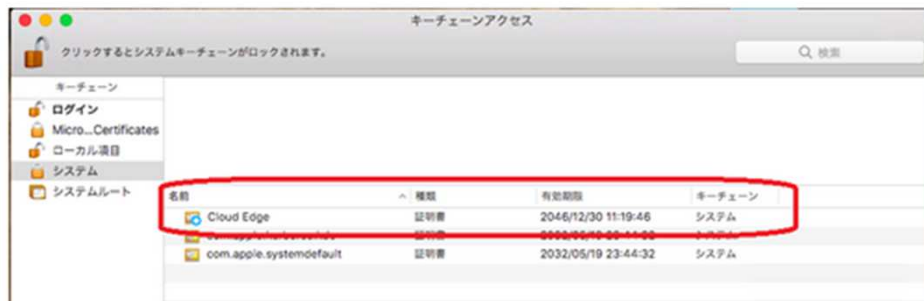 キーチェーンアクセス
クリックするとシステムキーチェーンがロックされます。
検索
キーチェーン
ログイン
Micro...Certificates
ローカル項目
システム
システムルート
名前 種類 有効期限 キーチェーン
Cloud Edge 証明書 2046/12/30 11:19:46 システム
証明書 システム
com.apple.systemdefault 証明書 2032/05/19 23:44:32 システム